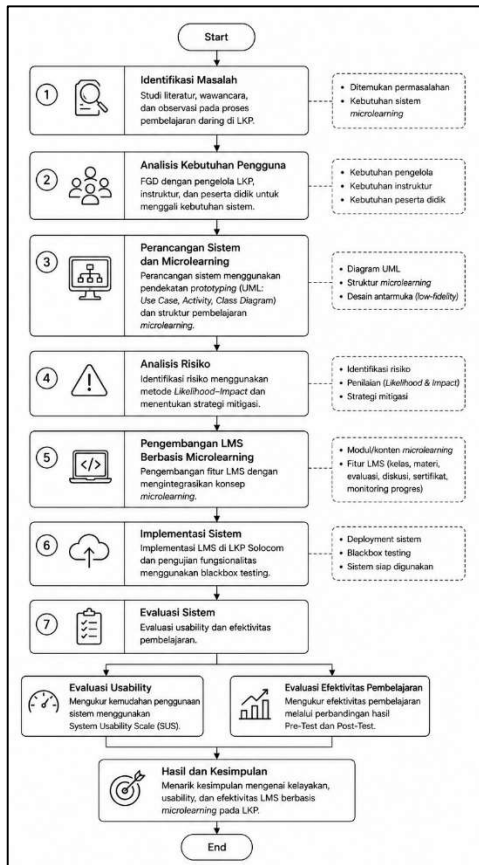 Start
1
Identifikasi Masalah
Studi literatur, wawancara,
dan observasi pada proses
pembelajaran daring di LKP.
• Ditemukan permasalahan
• Kebutuhan sistem
microlearning
2
Analisis Kebutuhan Pengguna
FGD dengan pengelola LKP,
instruktur, dan peserta didik untuk
menggali kebutuhan sistem.
• Kebutuhan pengelola
• Kebutuhan instruktur
• Kebutuhan peserta didik
3
Perancangan Sistem
dan Microlearning
Perancangan sistem menggunakan
pendekatan prototyping (UML:
Use Case, Activity, Class Diagram)
dan struktur pembelajaran
microlearning.
• Diagram UML
• Struktur microlearning
• Desain antarmuka (low-fidelity)
4
Analisis Risiko
Identifikasi risiko menggunakan
metode Likelihood–Impact dan
menentukan strategi mitigasi.
• Identifikasi risiko
• Penilaian (Likelihood & Impact)
• Strategi mitigasi
5
Pengembangan LMS
Berbasis Microlearning
Pengembangan fitur LMS dengan
mengintegrasikan konsep
microlearning.
• Modul/konten microlearning
• Fitur LMS (kelas, materi,
evaluasi, diskusi, sertifikat,
monitoring progres)
6
Implementasi Sistem
Implementasi LMS di LKP Solocom
dan pengujian fungsionalitas
menggunakan blackbox testing.
• Deployment sistem
• Blackbox testing
• Sistem siap digunakan
7
Evaluasi Sistem
Evaluasi usability dan efektivitas
pembelajaran.
Evaluasi Usability
Mengukur kemudahan penggunaan
sistem menggunakan
System Usability Scale (SUS).
Evaluasi Efektivitas Pembelajaran
Mengukur efektivitas pembelajaran
melalui perbandingan hasil
Pre-Test dan Post-Test.
Hasil dan Kesimpulan
Menarik kesimpulan mengenai kelayakan,
usability, dan efektivitas LMS berbasis
microlearning pada LKP.
End